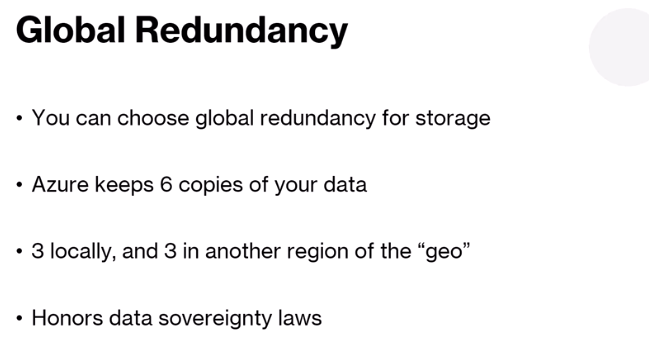 Global Redundancy
• You can choose global redundancy for storage
• Azure keeps 6 copies of your data
• 3 locally, and 3 in another region of the “geo”
• Honors data sovereignty laws